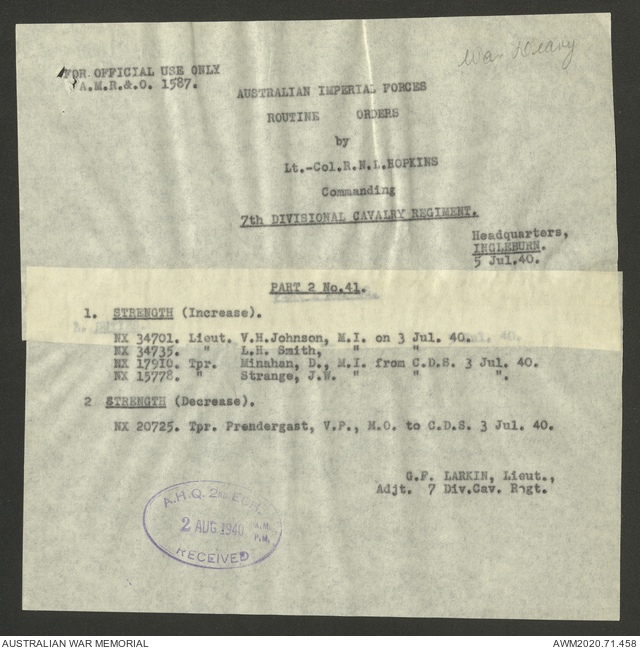 War Diary
FOR OFFICIAL USE ONLY
A.M.R.&O. 1587.
AUSTRALIAN IMPERIAL FORCES
ROUTINE ORDERS
by
Lt.-Col.R.N.L.HOPKINS
Commanding
7th DIVISIONAL CAVALRY REGIMENT.
Headquarters,
INGLEBURN.
5 Jul.40.
PART 2 No.41.
1. STRENGTH (Increase).
NX 34701. Lieut. V.H.Johnson, M.I. on 3 Jul. 40.
NX 34735. " L.H. Smith, " " ".
NX 17910. Tpr. Minahan, D., M.I. from C.D.S. 3 Jul. 40.
NX 15778. " Strange, J.W. " " ".
2 STRENGTH (Decrease).
NX 20725. Tpr. Prendergast, V.P., M.O. to C.D.S. 3 Jul. 40.
G.F. LARKIN, Lieut.,
Adjt. 7 Div.Cav. Rngt.
A.H.Q. 2ND ECH.
2 AUG 1940 A.M.
P.M.
RECEIVED
AUSTRALIAN WAR MEMORIAL AWM2020.71.458